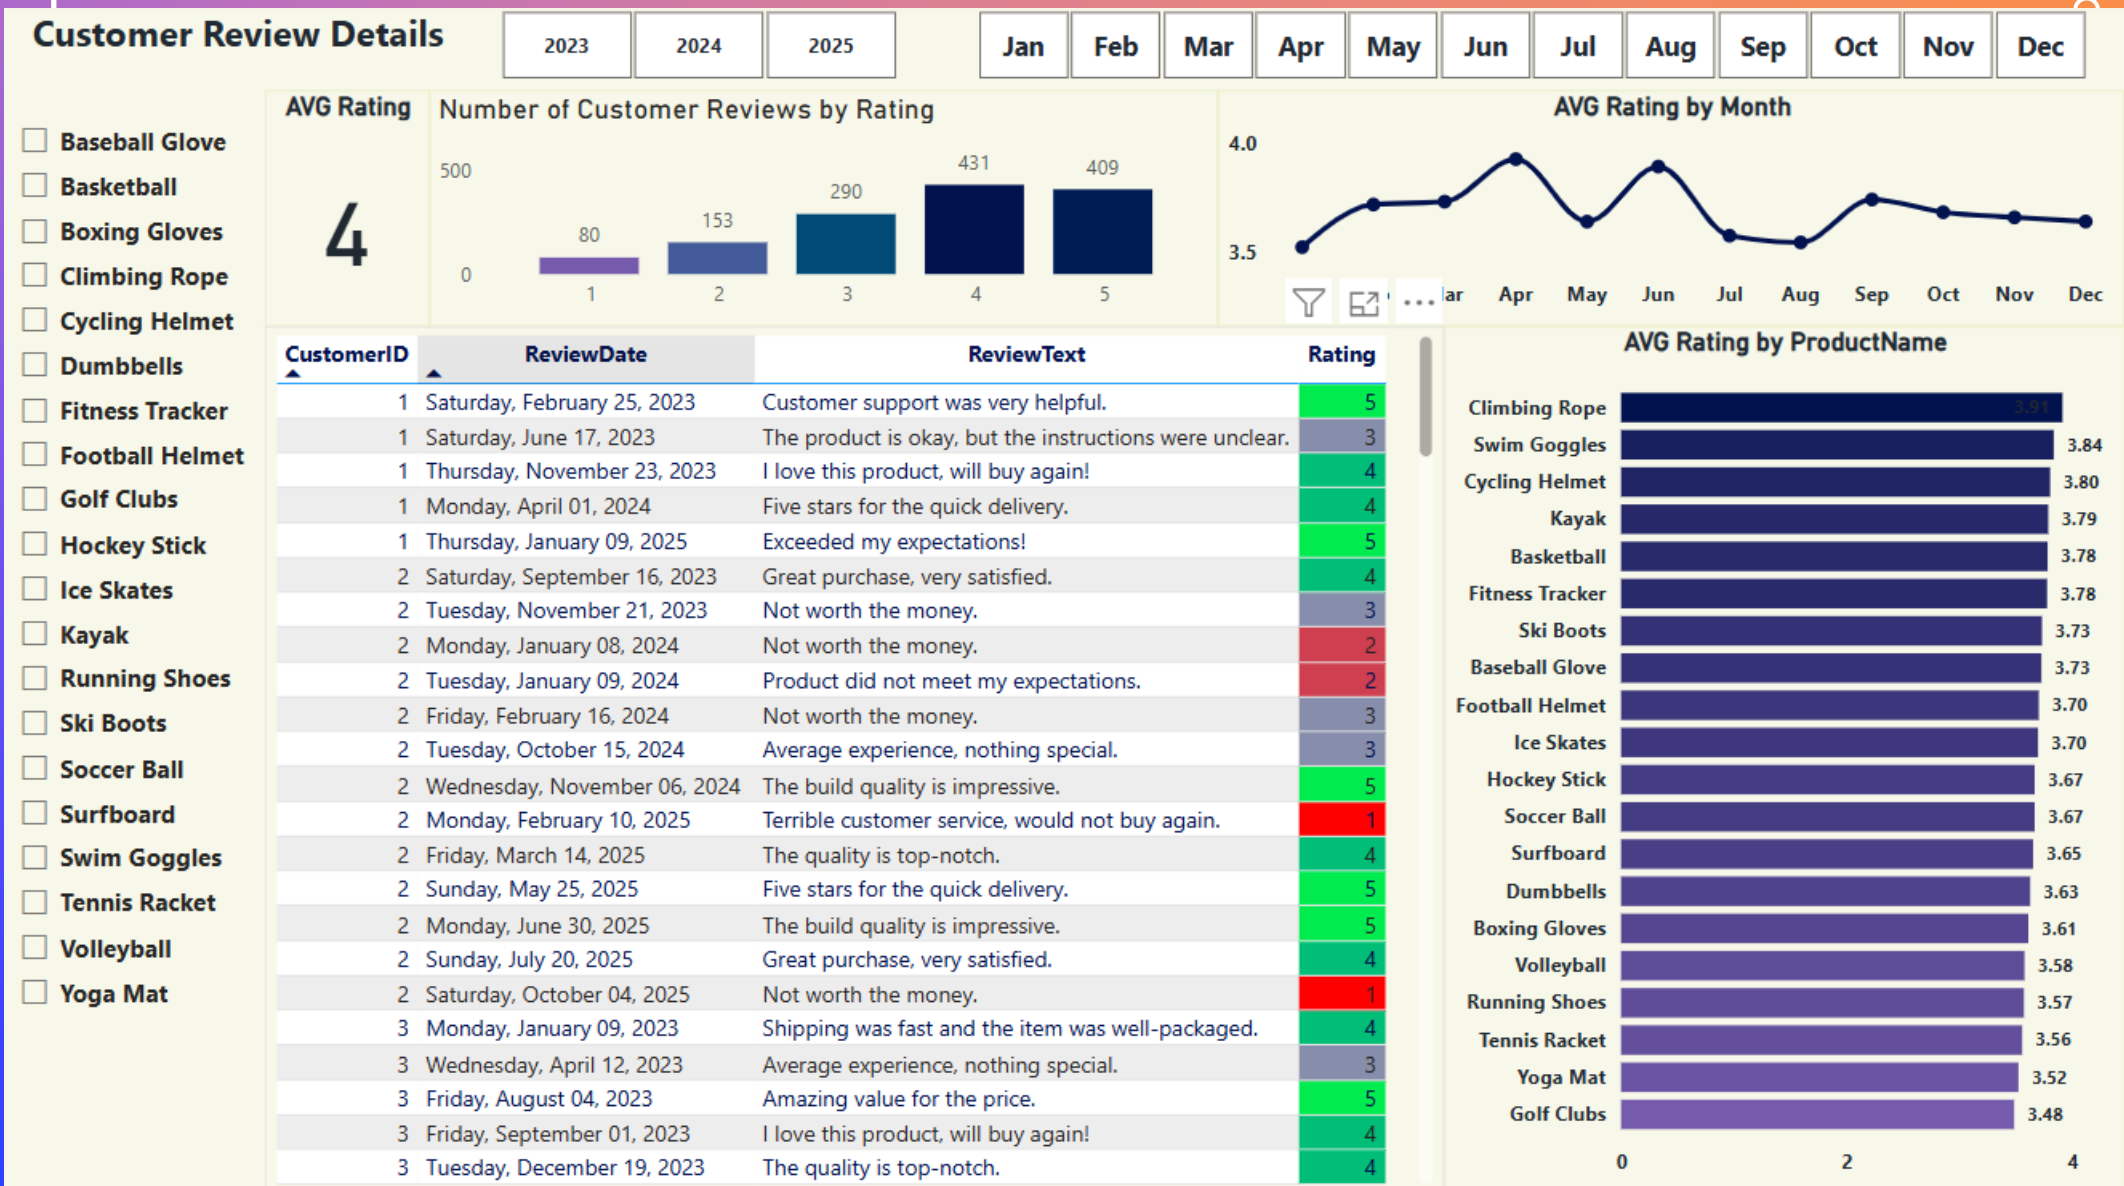 Customer Review Details
2023 2024 2025
Jan Feb Mar Apr May Jun Jul Aug Sep Oct Nov Dec
Baseball Glove
Basketball
Boxing Gloves
Climbing Rope
Cycling Helmet
Dumbbells
Fitness Tracker
Football Helmet
Golf Clubs
Hockey Stick
Ice Skates
Kayak
Running Shoes
Ski Boots
Soccer Ball
Surfboard
Swim Goggles
Tennis Racket
Volleyball
Yoga Mat
AVG Rating
4
Number of Customer Reviews by Rating
500
0
80 153 290 431 409
1 2 3 4 5
AVG Rating by Month
4.0
3.5
ar Apr May Jun Jul Aug Sep Oct Nov Dec
CustomerID ReviewDate ReviewText Rating
1 Saturday, February 25, 2023 Customer support was very helpful. 5
1 Saturday, June 17, 2023 The product is okay, but the instructions were unclear. 3
1 Thursday, November 23, 2023 I love this product, will buy again! 4
1 Monday, April 01, 2024 Five stars for the quick delivery. 4
1 Thursday, January 09, 2025 Exceeded my expectations! 5
2 Saturday, September 16, 2023 Great purchase, very satisfied. 4
2 Tuesday, November 21, 2023 Not worth the money. 3
2 Monday, January 08, 2024 Not worth the money. 2
2 Tuesday, January 09, 2024 Product did not meet my expectations. 2
2 Friday, February 16, 2024 Not worth the money. 3
2 Tuesday, October 15, 2024 Average experience, nothing special. 3
2 Wednesday, November 06, 2024 The build quality is impressive. 5
2 Monday, February 10, 2025 Terrible customer service, would not buy again. 1
2 Friday, March 14, 2025 The quality is top-notch. 4
2 Sunday, May 25, 2025 Five stars for the quick delivery. 5
2 Monday, June 30, 2025 The build quality is impressive. 5
2 Sunday, July 20, 2025 Great purchase, very satisfied. 4
2 Saturday, October 04, 2025 Not worth the money. 1
3 Monday, January 09, 2023 Shipping was fast and the item was well-packaged. 4
3 Wednesday, April 12, 2023 Average experience, nothing special. 3
3 Friday, August 04, 2023 Amazing value for the price. 5
3 Friday, September 01, 2023 I love this product, will buy again! 4
3 Tuesday, December 19, 2023 The quality is top-notch. 4
AVG Rating by ProductName
Climbing Rope 3.91
Swim Goggles 3.84
Cycling Helmet 3.80
Kayak 3.79
Basketball 3.78
Fitness Tracker 3.78
Ski Boots 3.73
Baseball Glove 3.73
Football Helmet 3.70
Ice Skates 3.70
Hockey Stick 3.67
Soccer Ball 3.67
Surfboard 3.65
Dumbbells 3.63
Boxing Gloves 3.61
Volleyball 3.58
Running Shoes 3.57
Tennis Racket 3.56
Yoga Mat 3.52
Golf Clubs 3.48
0 2 4